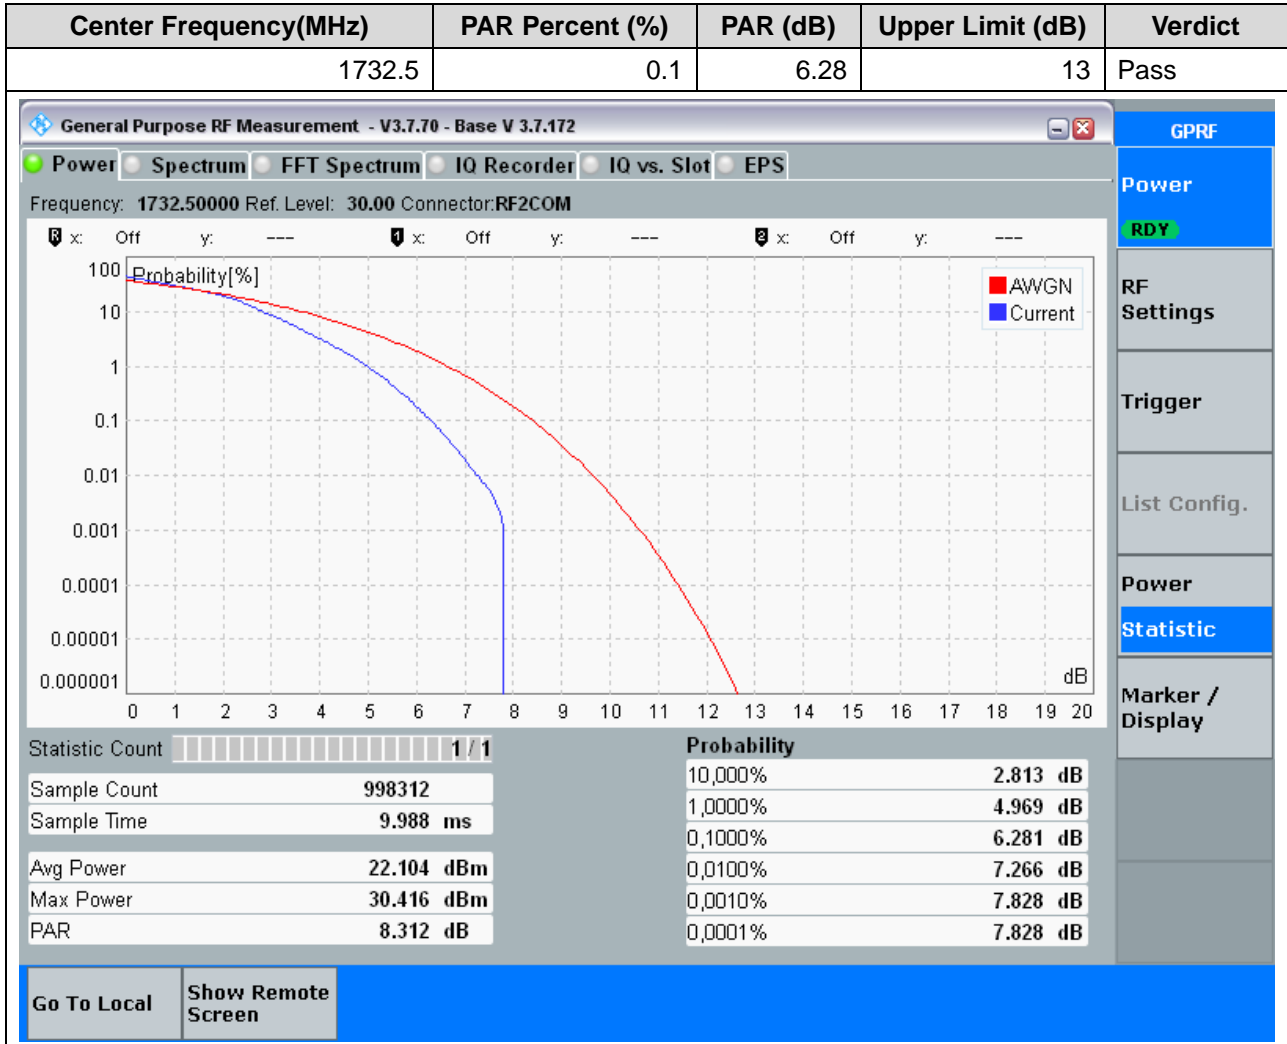 Center Frequency(MHz) PAR Percent (%) PAR (dB) Upper Limit (dB) Verdict
1732.5 0.1 6.28 13 Pass
General Purpose RF Measurement - V3.7.70 - Base V 3.7.172
GPRF
Power Spectrum FFT Spectrum IQ Recorder IQ vs. Slot EPS
Frequency: 1732.50000 Ref. Level: 30.00 Connector:RF2COM
R x: Off y: --- 1 x: Off y: --- 2 x: Off y: ---
Probability[%]
AWGN
Current
100
10
1
0.1
0.01
0.001
0.0001
0.00001
0.000001
dB
0 1 2 3 4 5 6 7 8 9 10 11 12 13 14 15 16 17 18 19 20
Statistic Count 1 / 1
Sample Count 998312
Sample Time 9.988 ms
Avg Power 22.104 dBm
Max Power 30.416 dBm
PAR 8.312 dB
Probability
10,000% 2.813 dB
1,0000% 4.969 dB
0,1000% 6.281 dB
0,0100% 7.266 dB
0,0010% 7.828 dB
0,0001% 7.828 dB
Power
RDY
RF
Settings
Trigger
List Config.
Power
Statistic
Marker /
Display
Go To Local
Show Remote
Screen